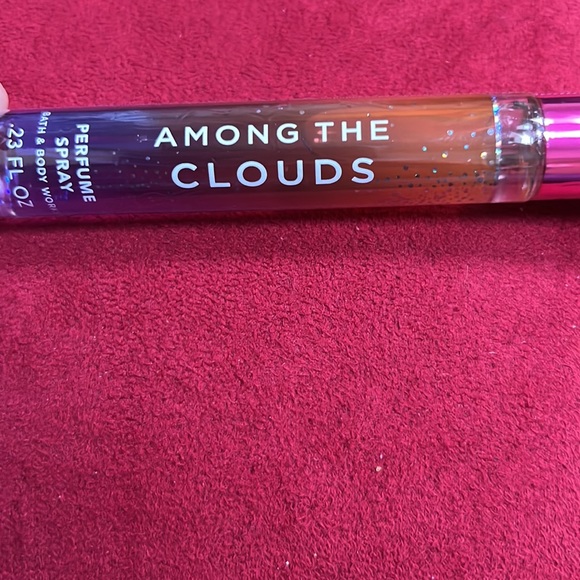 AMONG THE
CLOUDS
PERFUME
SPRAY
BATH & BODY WOR
.23 FL OZ